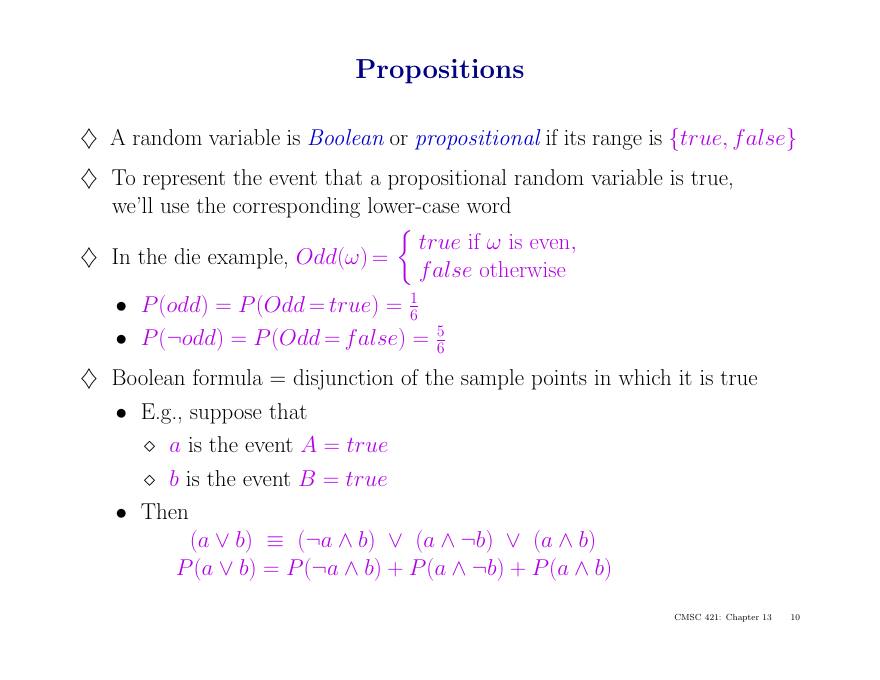 Propositions
♢ A random variable is Boolean or propositional if its range is {true, false}
♢ To represent the event that a propositional random variable is true,
we'll use the corresponding lower-case word
♢ In the die example, Odd(ω) = { true if ω is even,
false otherwise
• P(odd) = P(Odd = true) = 1/6
• P(¬odd) = P(Odd = false) = 5/6
♢ Boolean formula = disjunction of the sample points in which it is true
• E.g., suppose that
⋄ a is the event A = true
⋄ b is the event B = true
• Then
(a ∨ b) ≡ (¬a ∧ b) ∨ (a ∧ ¬b) ∨ (a ∧ b)
P(a ∨ b) = P(¬a ∧ b) + P(a ∧ ¬b) + P(a ∧ b)
CMSC 421: Chapter 13 10